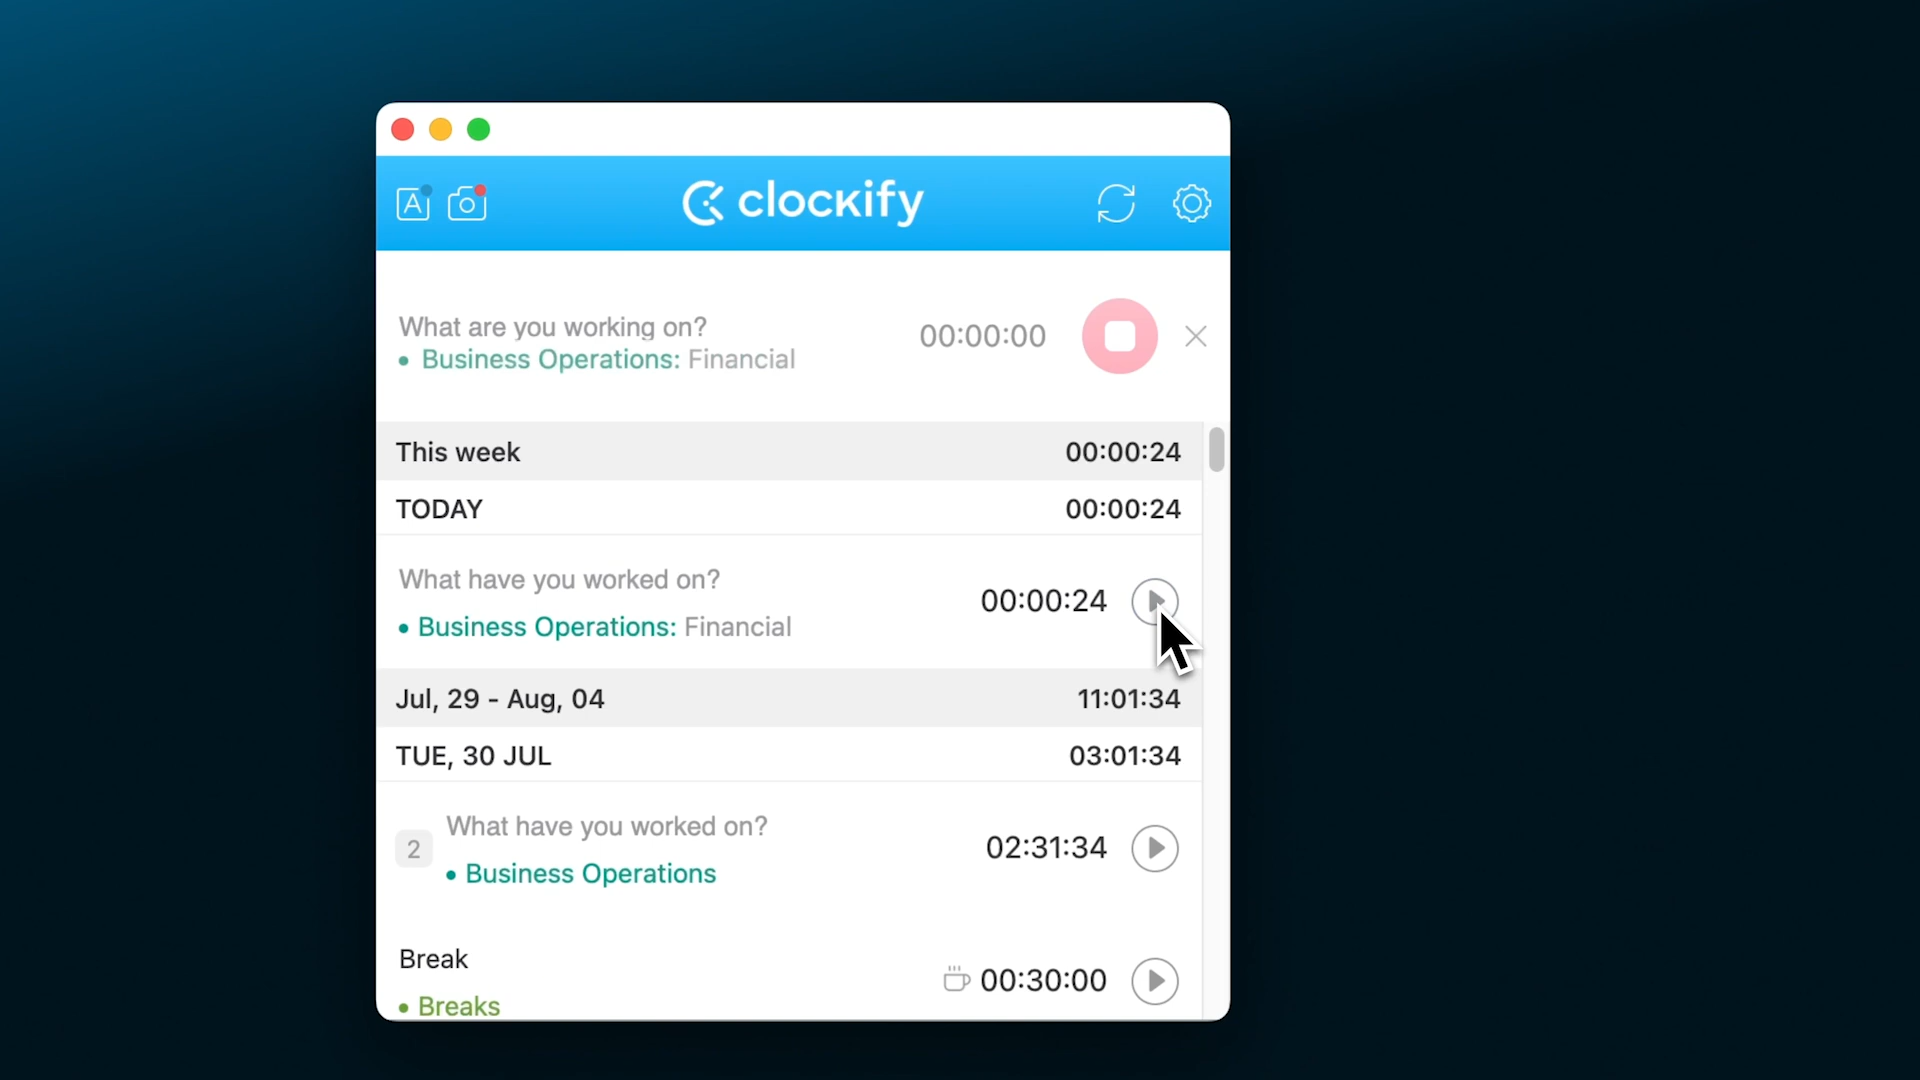 A
clockify
What are you working on?
• Business Operations: Financial
00:00:00
This week 00:00:24
TODAY 00:00:24
What have you worked on?
• Business Operations: Financial
00:00:24
Jul, 29 - Aug, 04 11:01:34
TUE, 30 JUL 03:01:34
2
What have you worked on?
• Business Operations
02:31:34
Break
• Breaks
00:30:00